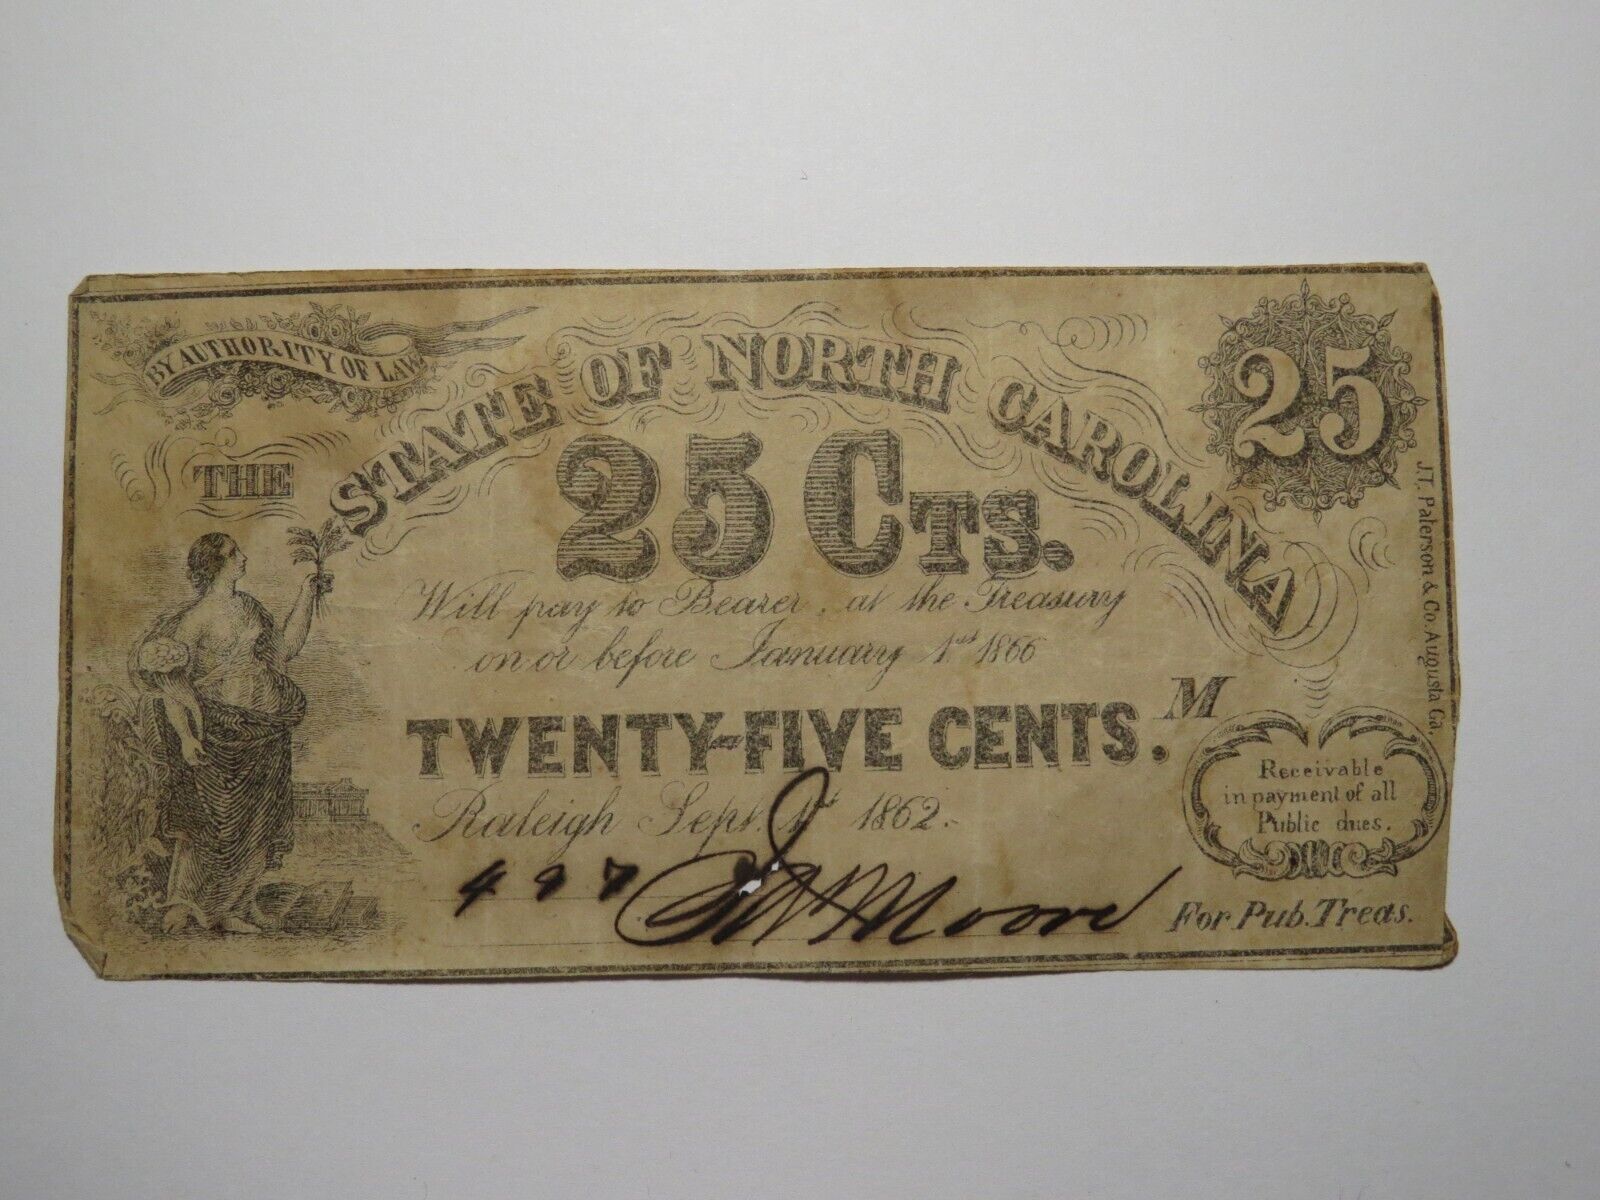 BY AUTHORITY OF LAW
25
THE
STATE OF NORTH CAROLINA
25 CTS.
Will pay to Bearer, at the Treasury
on or before January 1st 1866
TWENTY-FIVE CENTS.
M
Raleigh Sept. 1st 1862.
Receivable
in payment of all
Public dues.
Moore
For Pub. Treas.
J.T. Paterson & Co. Augusta Ga.